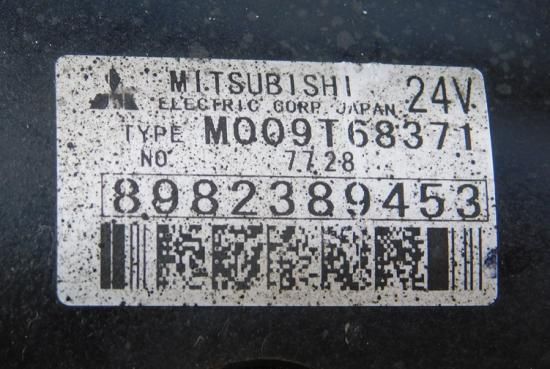 MITSUBISHI 24V
ELECTRIC CORP. JAPAN
TYPE M009T68371
NO. 7728
8982389453